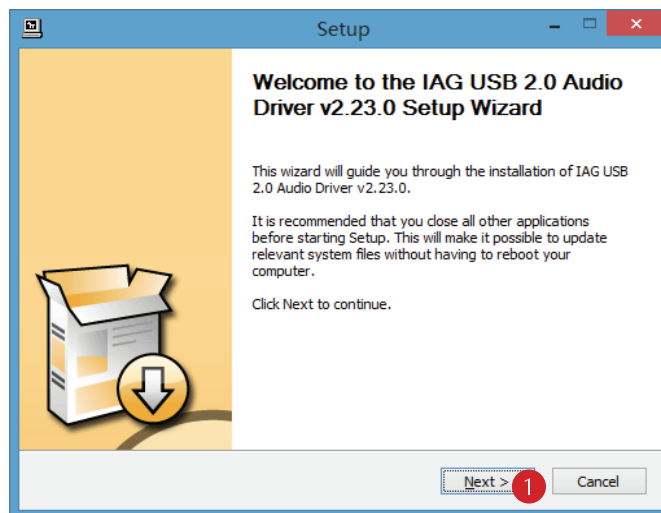 Setup
Welcome to the IAG USB 2.0 Audio
Driver v2.23.0 Setup Wizard
This wizard will guide you through the installation of IAG USB
2.0 Audio Driver v2.23.0.
It is recommended that you close all other applications
before starting Setup. This will make it possible to update
relevant system files without having to reboot your
computer.
Click Next to continue.
Next >
1
Cancel